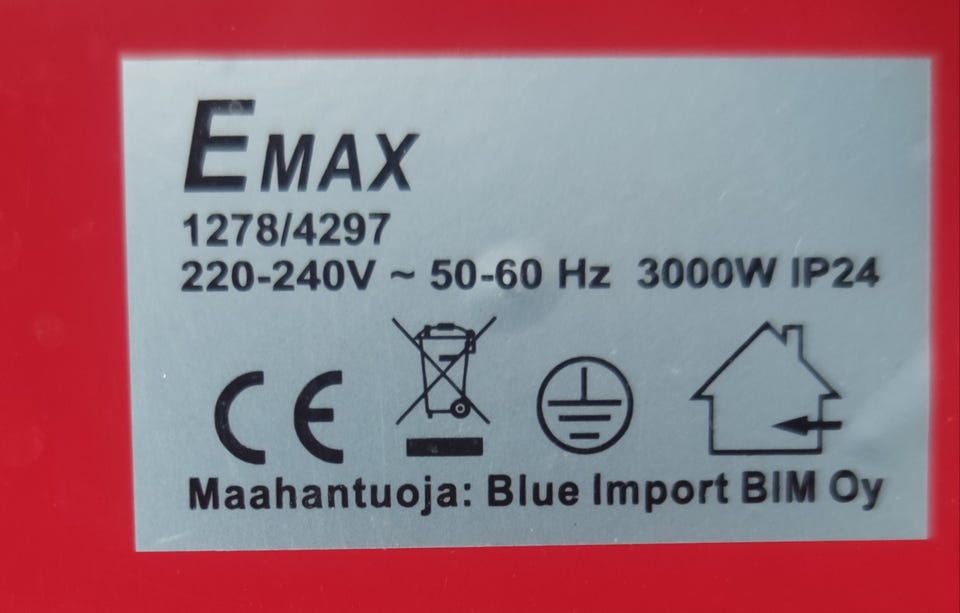 EMAX
1278/4297
220-240V ~ 50-60 Hz 3000W IP24
CE
Maahantuoja: Blue Import BIM Oy